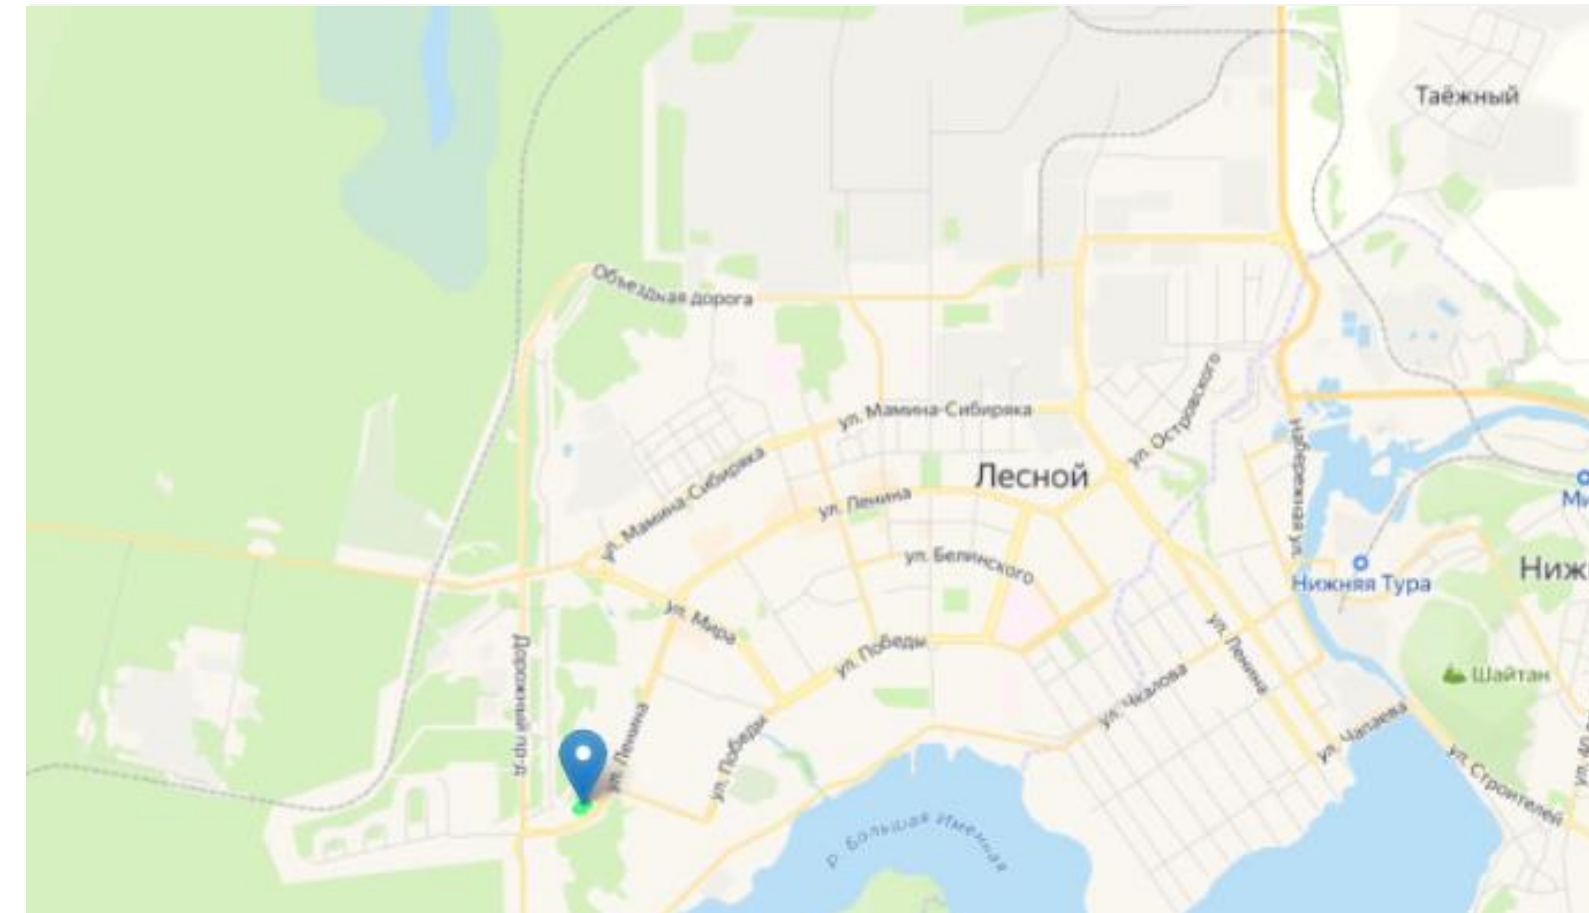 Таёжный
Объездная дорога
ул. Мамина-Сибиряка
ул. Островского
Лесной
ул. Мамина-Сибиряка
ул. Ленина
Набережная ул.
Ми
ул. Белинского
Нижняя Тура
Ниж
ул. Мира
ул. Победы
ул. Ленина
Дорожный пр-д
Шайтан
ул. Чкалова
ул. Ленина
ул. Победы
ул. Чапаева
ул. Строителей
р. Большая Именная